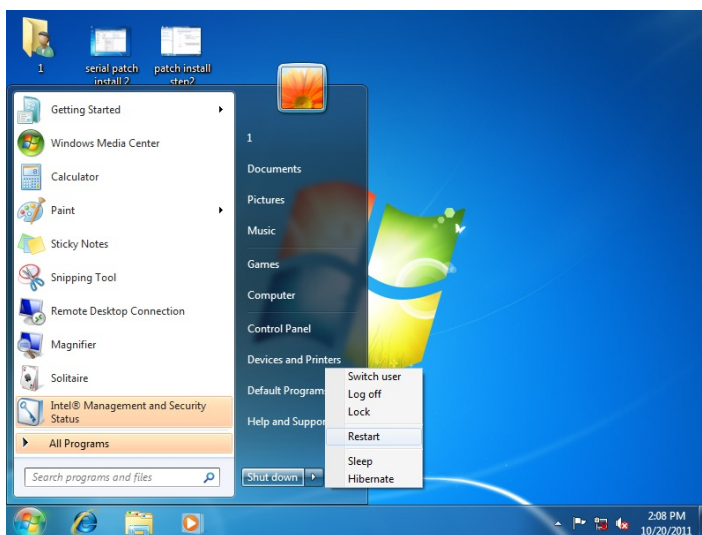 1
serial patch
install 2
patch install
step2
Getting Started
Windows Media Center
Calculator
Paint
Sticky Notes
Snipping Tool
Remote Desktop Connection
Magnifier
Solitaire
Intel® Management and Security
Status
All Programs
Search programs and files
1
Documents
Pictures
Music
Games
Computer
Control Panel
Devices and Printers
Default Program
Help and Suppor
Shut down
Switch user
Log off
Lock
Restart
Sleep
Hibernate
2:08 PM
10/20/2011